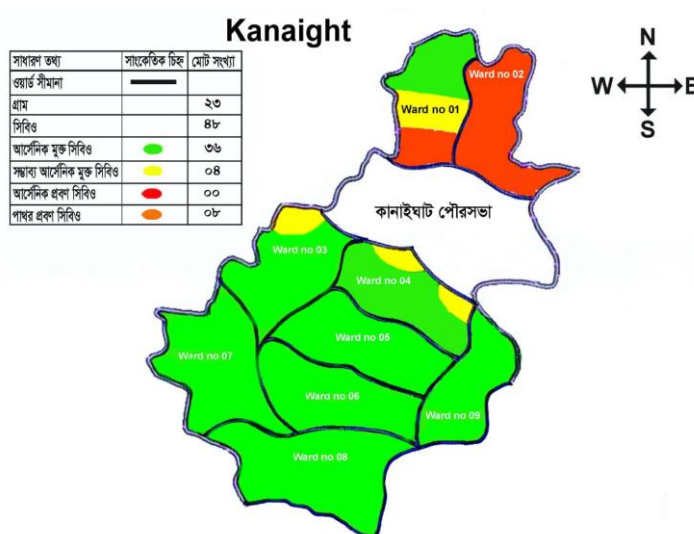 Kanaight
সাধারণ তথ্য সাংকেতিক চিহ্ন মোট সংখ্যা
ওয়ার্ড সীমানা
গ্রাম ২৩
সিবিও ৪৮
আর্সেনিক মুক্ত সিবিও ৩৬
সম্ভাব্য আর্সেনিক মুক্ত সিবিও ০৪
আর্সেনিক প্রবণ সিবিও ০০
পাথর প্রবণ সিবিও ০৮
N
W E
S
Ward no 02
Ward no 01
কানাইঘাট পৌরসভা
Ward no 03
Ward no 04
Ward no 05
Ward no 07
Ward no 06
Ward no 09
Ward no 08